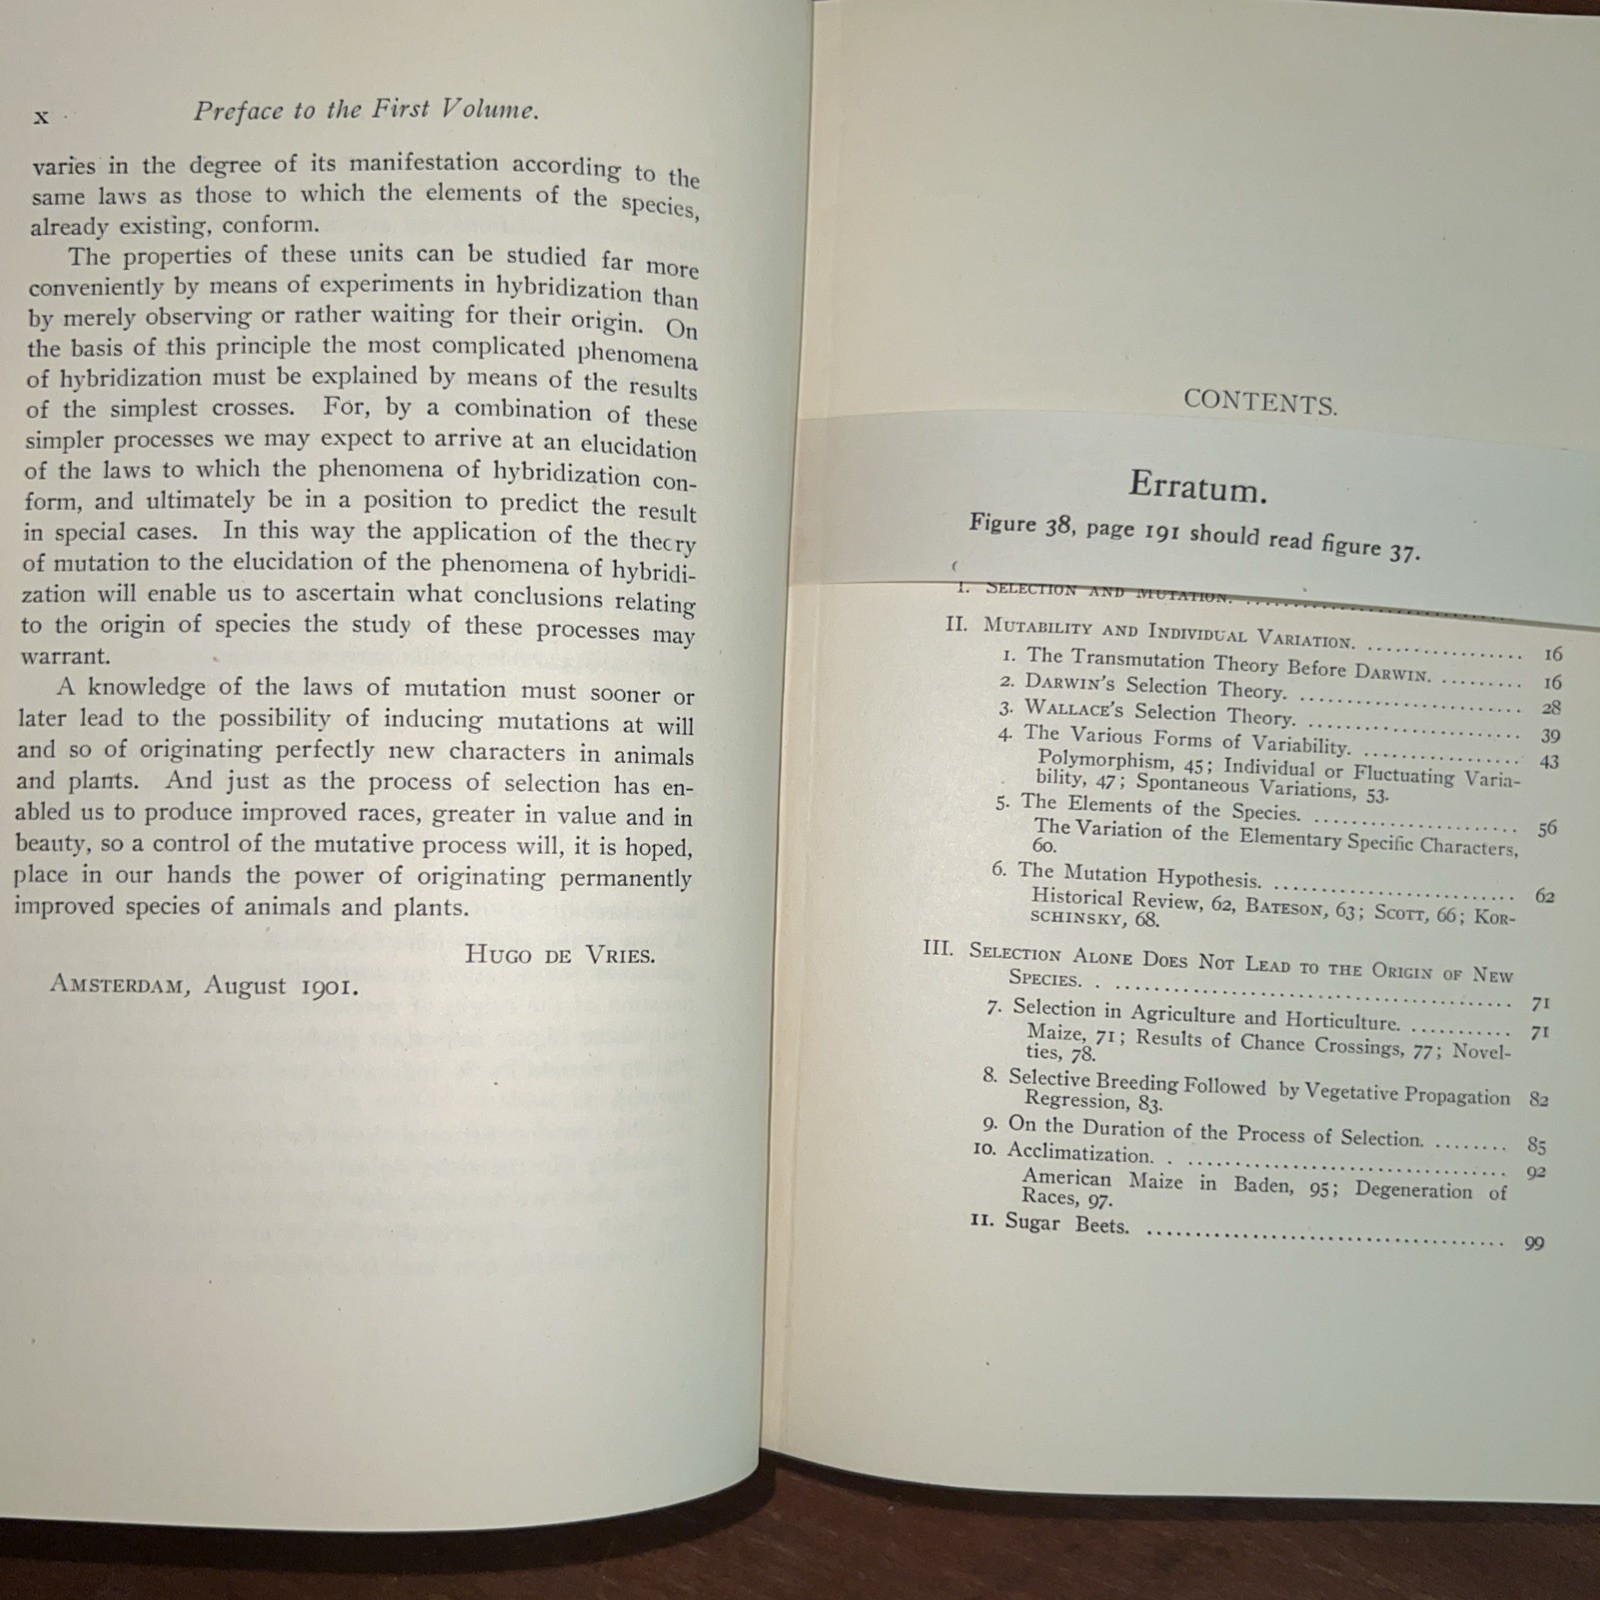 x
Preface to the First Volume.
varies in the degree of its manifestation according to the
same laws as those to which the elements of the species,
already existing, conform.
The properties of these units can be studied far more
conveniently by means of experiments in hybridization than
by merely observing or rather waiting for their origin. On
the basis of this principle the most complicated phenomena
of hybridization must be explained by means of the results
of the simplest crosses. For, by a combination of these
simpler processes we may expect to arrive at an elucidation
of the laws to which the phenomena of hybridization con-
form, and ultimately be in a position to predict the result
in special cases. In this way the application of the theory
of mutation to the elucidation of the phenomena of hybridi-
zation will enable us to ascertain what conclusions relating
to the origin of species the study of these processes may
warrant.
A knowledge of the laws of mutation must sooner or
later lead to the possibility of inducing mutations at will
and so of originating perfectly new characters in animals
and plants. And just as the process of selection has en-
abled us to produce improved races, greater in value and in
beauty, so a control of the mutative process will, it is hoped,
place in our hands the power of originating permanently
improved species of animals and plants.
HUGO DE VRIES.
AMSTERDAM, August 1901.
CONTENTS.
Erratum.
Figure 38, page 191 should read figure 37.
I. SELECTION AND MUTATION. ..............................
II. MUTABILITY AND INDIVIDUAL VARIATION. ................. 16
1. The Transmutation Theory Before DARWIN. ......... 16
2. DARWIN'S Selection Theory. ........................ 28
3. WALLACE'S Selection Theory. ....................... 39
4. The Various Forms of Variability. ................. 43
Polymorphism, 45; Individual or Fluctuating Varia-
bility, 47; Spontaneous Variations, 53.
5. The Elements of the Species. ...................... 56
The Variation of the Elementary Specific Characters,
60.
6. The Mutation Hypothesis. .......................... 62
Historical Review, 62, BATESON, 63; SCOTT, 66; KOR-
SCHINSKY, 68.
III. SELECTION ALONE DOES NOT LEAD TO THE ORIGIN OF NEW
SPECIES. . ........................................... 71
7. Selection in Agriculture and Horticulture. ........... 71
Maize, 71; Results of Chance Crossings, 77; Novel-
ties, 78.
8. Selective Breeding Followed by Vegetative Propagation 82
Regression, 83.
9. On the Duration of the Process of Selection. ........ 85
10. Acclimatization. . .................................. 92
American Maize in Baden, 95; Degeneration of
Races, 97.
11. Sugar Beets. ....................................... 99